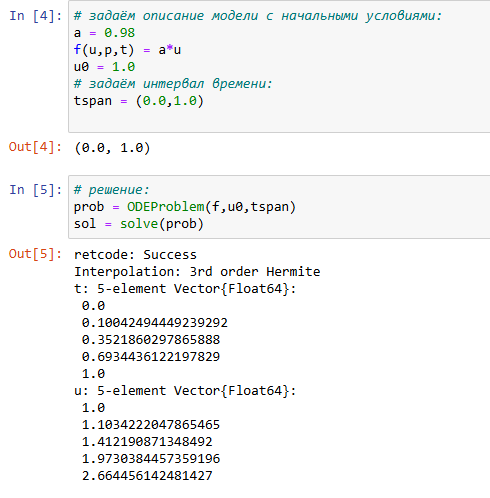 In [4]: # задаём описание модели с начальными условиями:
a = 0.98
f(u,p,t) = a*u
u0 = 1.0
# задаём интервал времени:
tspan = (0.0,1.0)
Out[4]: (0.0, 1.0)
In [5]: # решение:
prob = ODEProblem(f,u0,tspan)
sol = solve(prob)
Out[5]: retcode: Success
Interpolation: 3rd order Hermite
t: 5-element Vector{Float64}:
0.0
0.10042494449239292
0.3521860297865888
0.6934436122197829
1.0
u: 5-element Vector{Float64}:
1.0
1.1034222047865465
1.412190871348492
1.9730384457359196
2.664456142481427